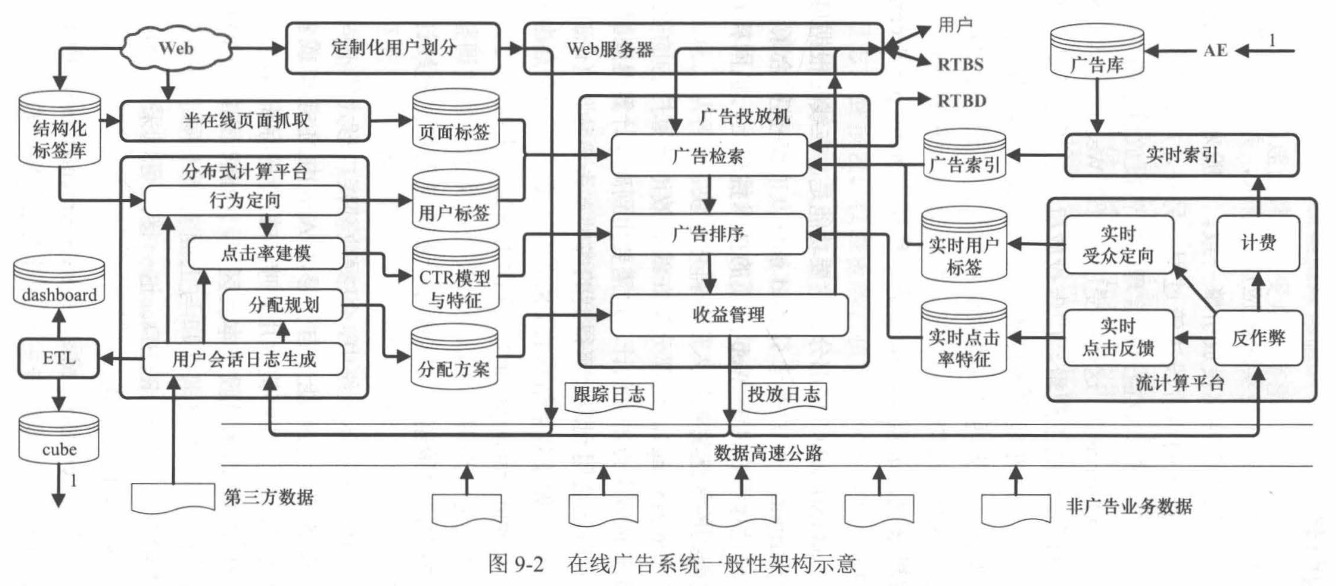 Web
定制化用户划分
Web服务器
用户
RTBS
RTBD
广告库
AE
1
结构化
标签库
半在线页面抓取
页面标签
广告投放机
广告检索
广告索引
实时索引
分布式计算平台
行为定向
用户标签
点击率建模
CTR模型
与特征
广告排序
实时用户
标签
实时
受众定向
计费
dashboard
分配规划
收益管理
实时点击
率特征
实时
点击反馈
反作弊
ETL
用户会话日志生成
分配方案
流计算平台
跟踪日志
投放日志
cube
1
数据高速公路
第三方数据
非广告业务数据
图 9-2 在线广告系统一般性架构示意